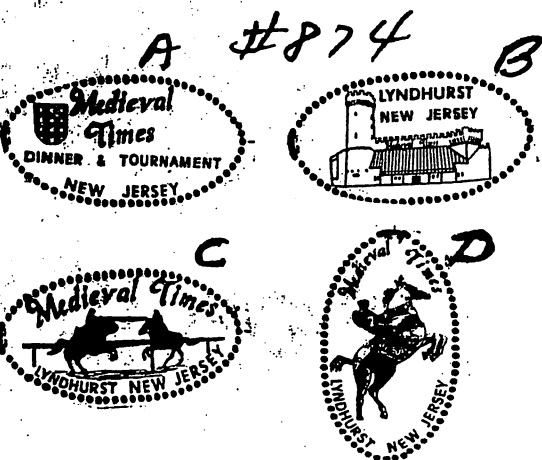 A #874 B
Medieval
Times
DINNER & TOURNAMENT
NEW JERSEY
LYNDHURST
NEW JERSEY
C D
Medieval Times
LYNDHURST NEW JERSEY
Medieval Times
LYNDHURST NEW JERSEY